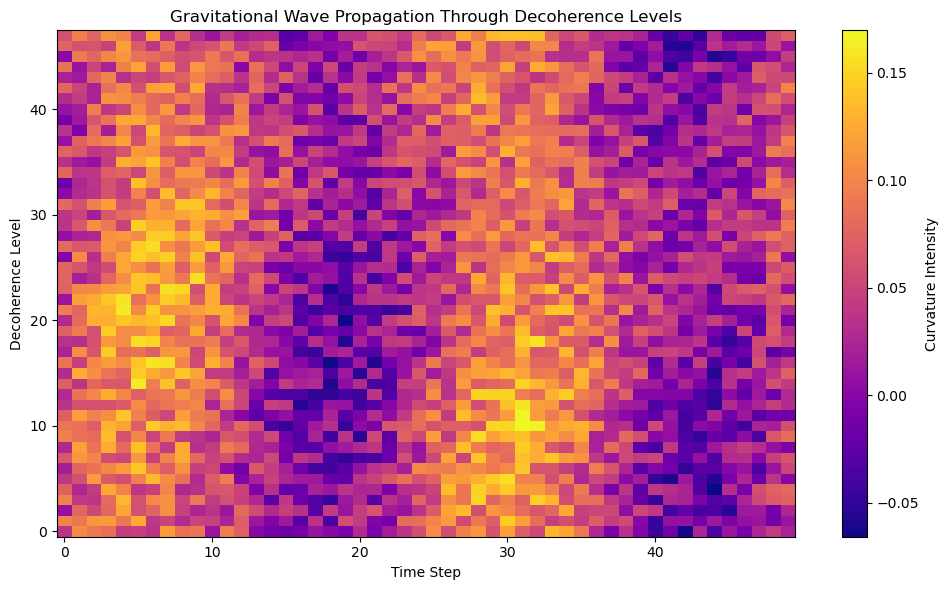 Gravitational Wave Propagation Through Decoherence Levels
Decoherence Level
40
30
20
10
0
0 10 20 30 40
Time Step
0.15
0.10
0.05
0.00
−0.05
Curvature Intensity